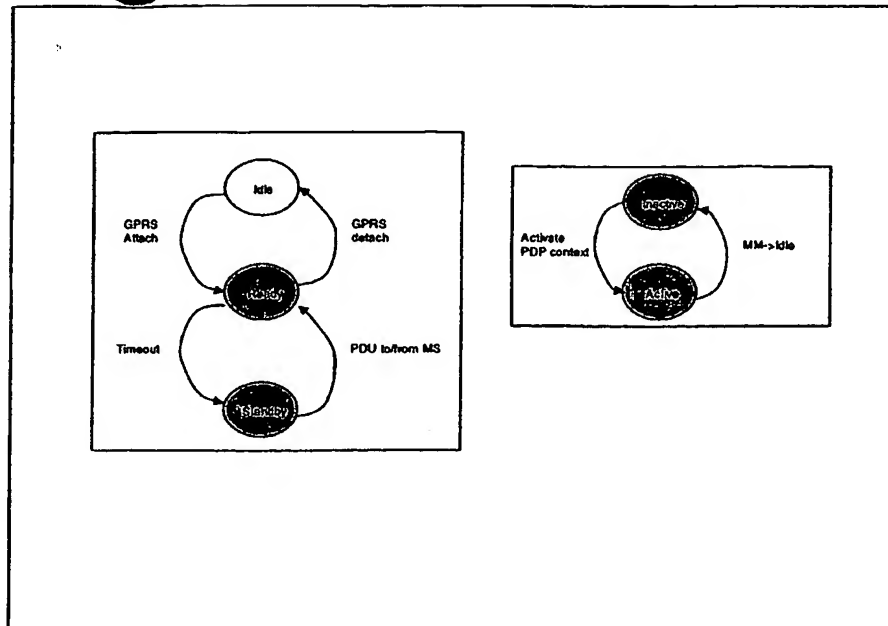 Idle
GPRS
Attach
GPRS
detach
Ready
Timeout
PDU to/from MS
Standby
Inactive
Activate
PDP context
MM->Idle
Active